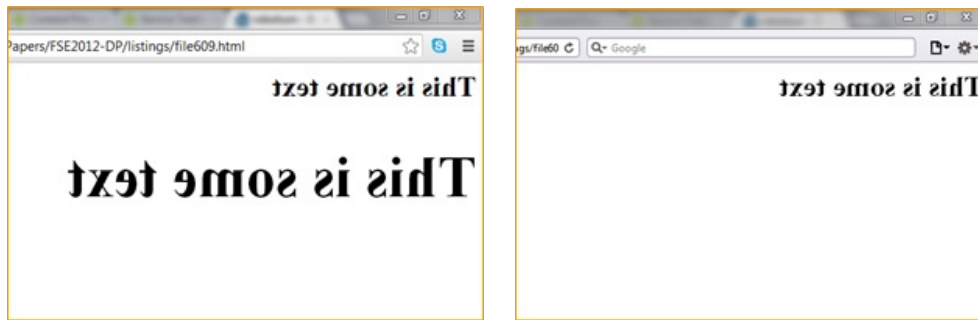 Papers/FSE2012-DP/listings/file609.html
This is some text
This is some text
ngs/file60
Google
This is some text